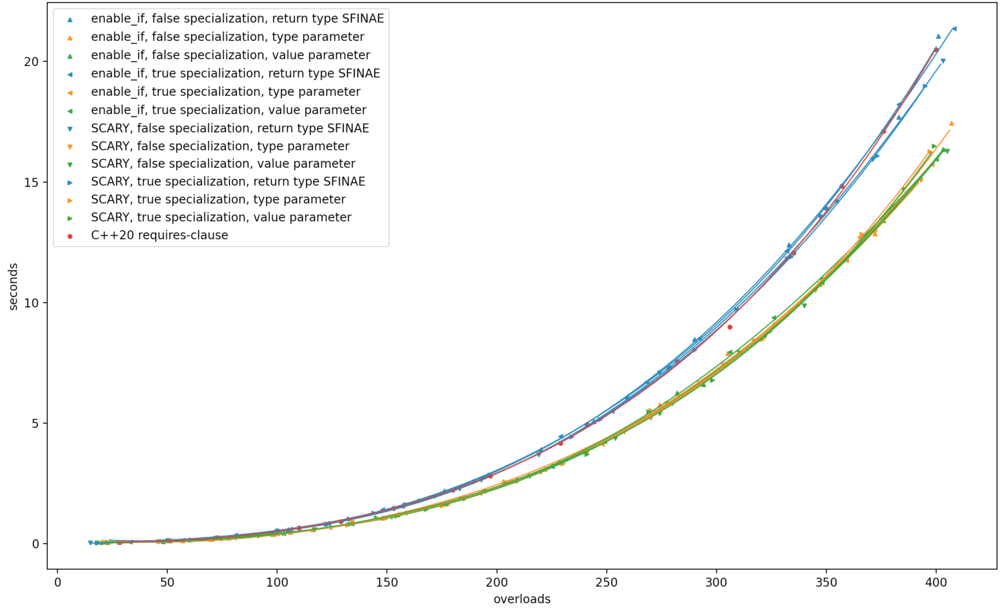 enable_if, false specialization, return type SFINAE
enable_if, false specialization, type parameter
enable_if, false specialization, value parameter
enable_if, true specialization, return type SFINAE
enable_if, true specialization, type parameter
enable_if, true specialization, value parameter
SCARY, false specialization, return type SFINAE
SCARY, false specialization, type parameter
SCARY, false specialization, value parameter
SCARY, true specialization, return type SFINAE
SCARY, true specialization, type parameter
SCARY, true specialization, value parameter
C++20 requires-clause
20
15
10
5
0
seconds
0 50 100 150 200 250 300 350 400
overloads